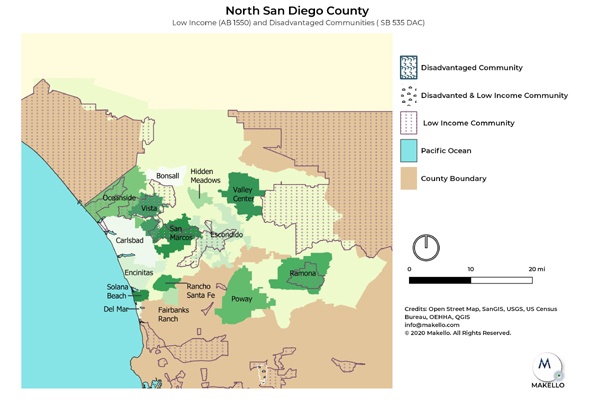 North San Diego County
Low Income (AB 1550) and Disadvantaged Communities ( SB 535 DAC)
Disadvantaged Community
Disadvanted & Low Income Community
Low Income Community
Pacific Ocean
County Boundary
Bonsall
Hidden
Meadows
Valley
Center
Oceanside
Vista
San
Marcos
Escondido
Carlsbad
Encinitas
Ramona
Solana
Beach
Rancho
Santa Fe
Poway
Del Mar
Fairbanks
Ranch
0 10 20 mi
Credits: Open Street Map, SanGIS, USGS, US Census
Bureau, OEHHA, QGIS
info@makello.com
© 2020 Makello. All Rights Reserved.
M
MAKELLO